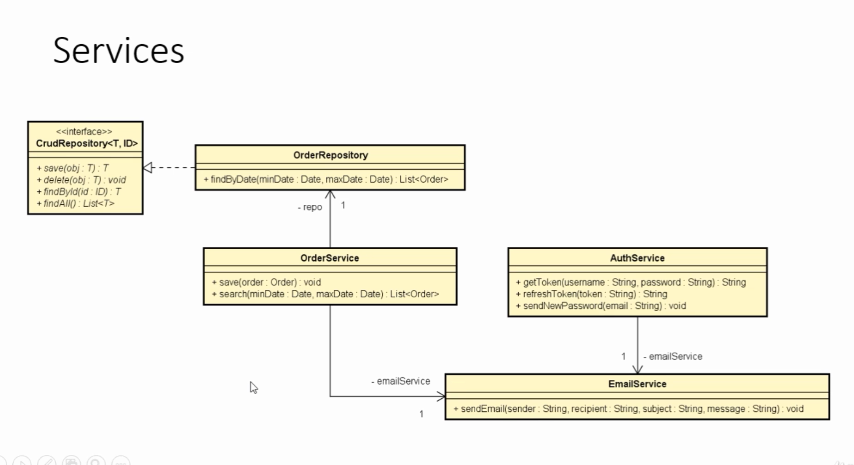 Services
<<interface>>
CrudRepository<T, ID>
+ save(obj : T) : T
+ delete(obj : T) : void
+ findById(id : ID) : T
+ findAll() : List<T>
OrderRepository
+ findByDate(minDate : Date, maxDate : Date) : List<Order>
- repo 1
OrderService
+ save(order : Order) : void
+ search(minDate : Date, maxDate : Date) : List<Order>
AuthService
+ getToken(username : String, password : String) : String
+ refreshToken(token : String) : String
+ sendNewPassword(email : String) : void
1 - emailService
- emailService
1
EmailService
+ sendEmail(sender : String, recipient : String, subject : String, message : String) : void